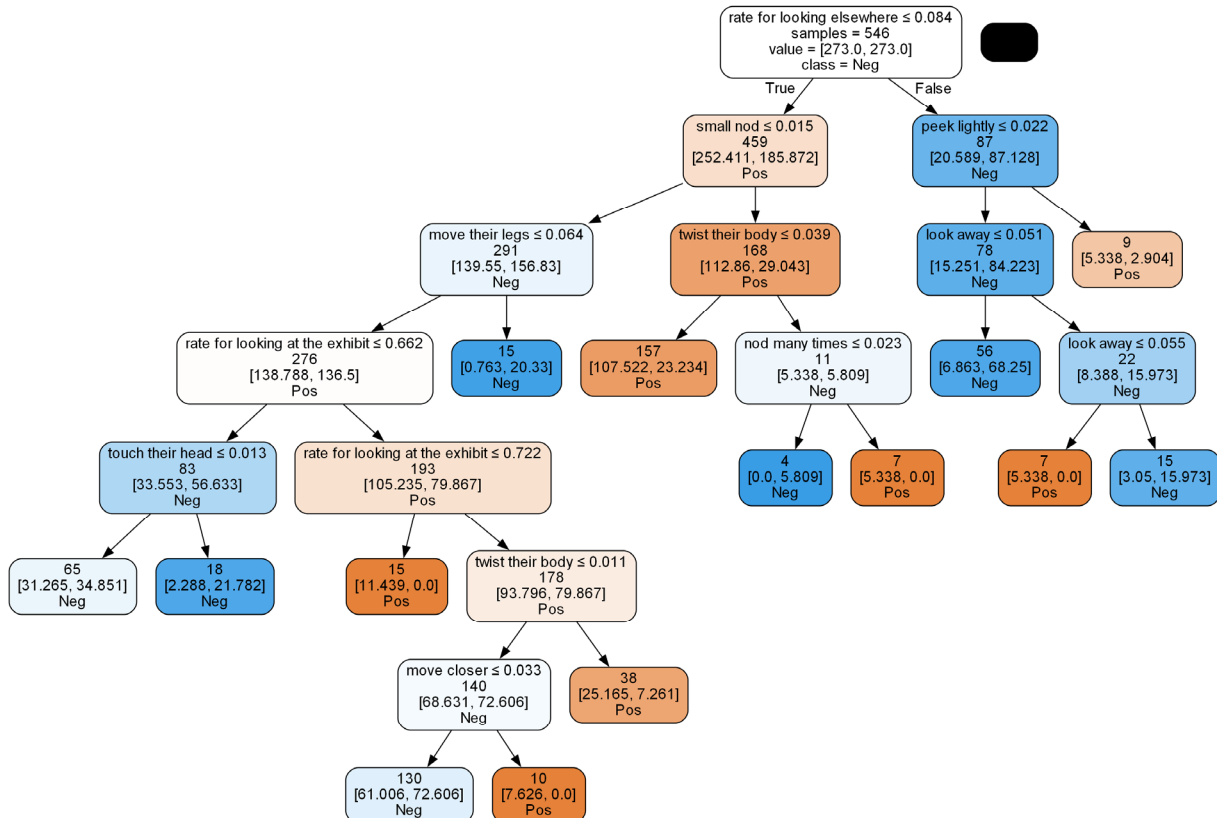 rate for looking elsewhere ≤ 0.084
samples = 546
value = [273.0, 273.0]
class = Neg
True
False
small nod ≤ 0.015
459
[252.411, 185.872]
Pos
peek lightly ≤ 0.022
87
[20.589, 87.128]
Neg
move their legs ≤ 0.064
291
[139.55, 156.83]
Neg
twist their body ≤ 0.039
168
[112.86, 29.043]
Pos
look away ≤ 0.051
78
[15.251, 84.223]
Neg
9
[5.338, 2.904]
Pos
rate for looking at the exhibit ≤ 0.662
276
[138.788, 136.5]
Pos
15
[0.763, 20.33]
Neg
157
[107.522, 23.234]
Pos
nod many times ≤ 0.023
11
[5.338, 5.809]
Neg
56
[6.863, 68.25]
Neg
look away ≤ 0.055
22
[8.388, 15.973]
Neg
touch their head ≤ 0.013
83
[33.553, 56.633]
Neg
rate for looking at the exhibit ≤ 0.722
193
[105.235, 79.867]
Pos
4
[0.0, 5.809]
Neg
7
[5.338, 0.0]
Pos
7
[5.338, 0.0]
Pos
15
[3.05, 15.973]
Neg
65
[31.265, 34.851]
Neg
18
[2.288, 21.782]
Neg
15
[11.439, 0.0]
Pos
twist their body ≤ 0.011
178
[93.796, 79.867]
Pos
move closer ≤ 0.033
140
[68.631, 72.606]
Neg
38
[25.165, 7.261]
Pos
130
[61.006, 72.606]
Neg
10
[7.626, 0.0]
Pos